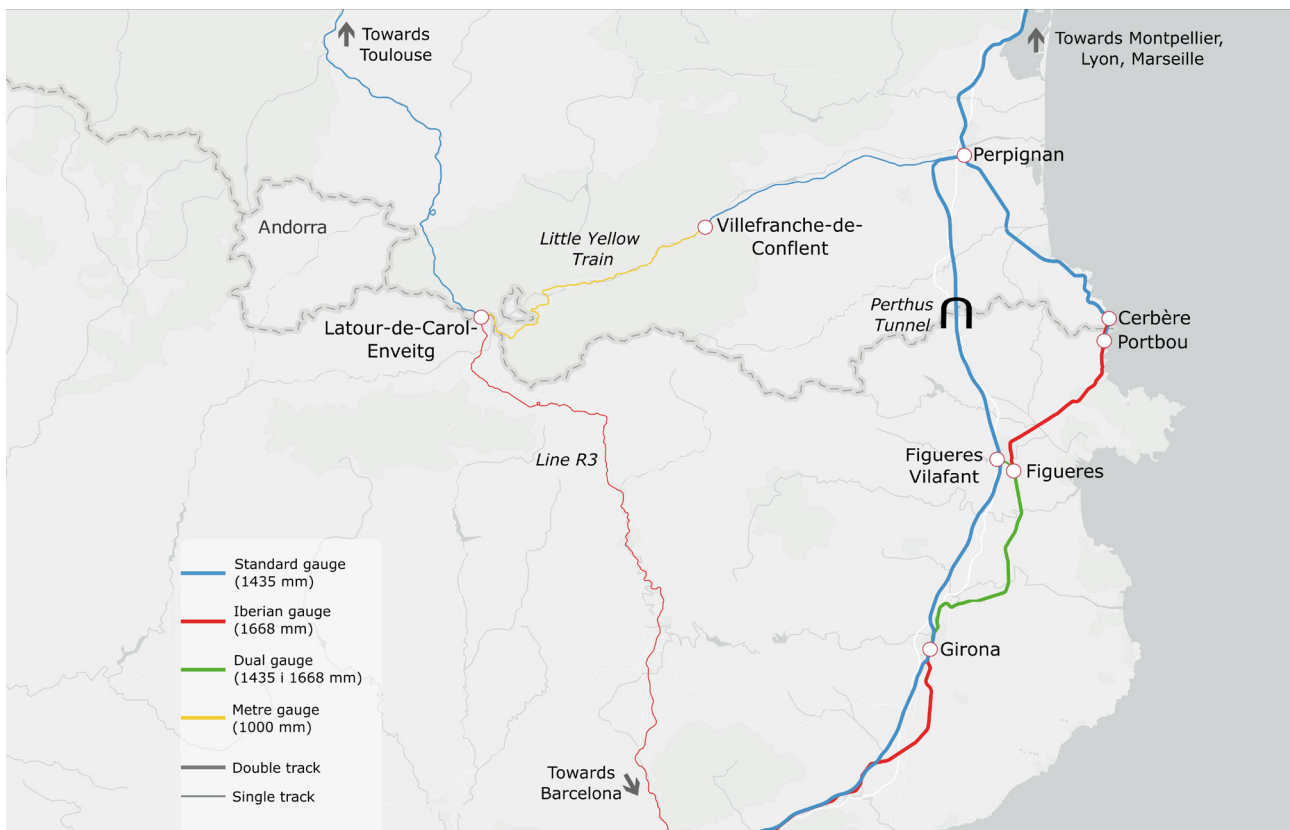 Towards
Toulouse
Towards Montpellier,
Lyon, Marseille
Perpignan
Andorra
Villefranche-de-
Conflent
Little Yellow
Train
Perthus
Tunnel
Latour-de-Carol-
Enveitg
Cerbère
Portbou
Line R3
Figueres
Vilafant
Figueres
Standard gauge
(1435 mm)
Iberian gauge
(1668 mm)
Dual gauge
(1435 i 1668 mm)
Metre gauge
(1000 mm)
Double track
Single track
Girona
Towards
Barcelona